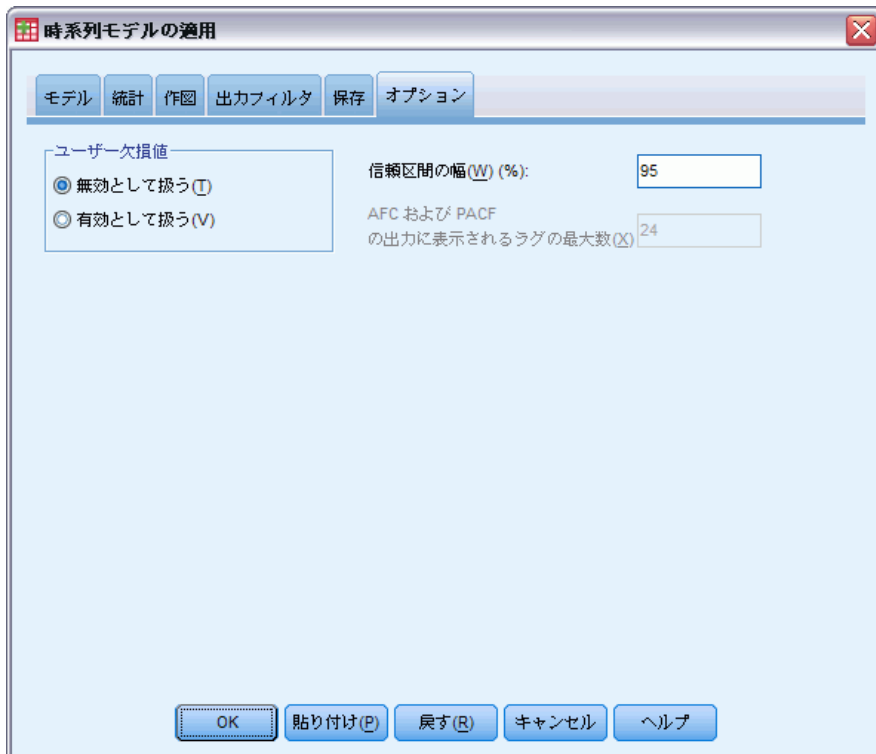 時系列モデルの適用
モデル 統計 作図 出力フィルタ 保存 オプション
ユーザー欠損値
無効として扱う(T)
有効として扱う(V)
信頼区間の幅(W) (%):
95
AFC および PACF
の出力に表示されるラグの最大数(X)
24
OK 貼り付け(P) 戻す(R) キャンセル ヘルプ